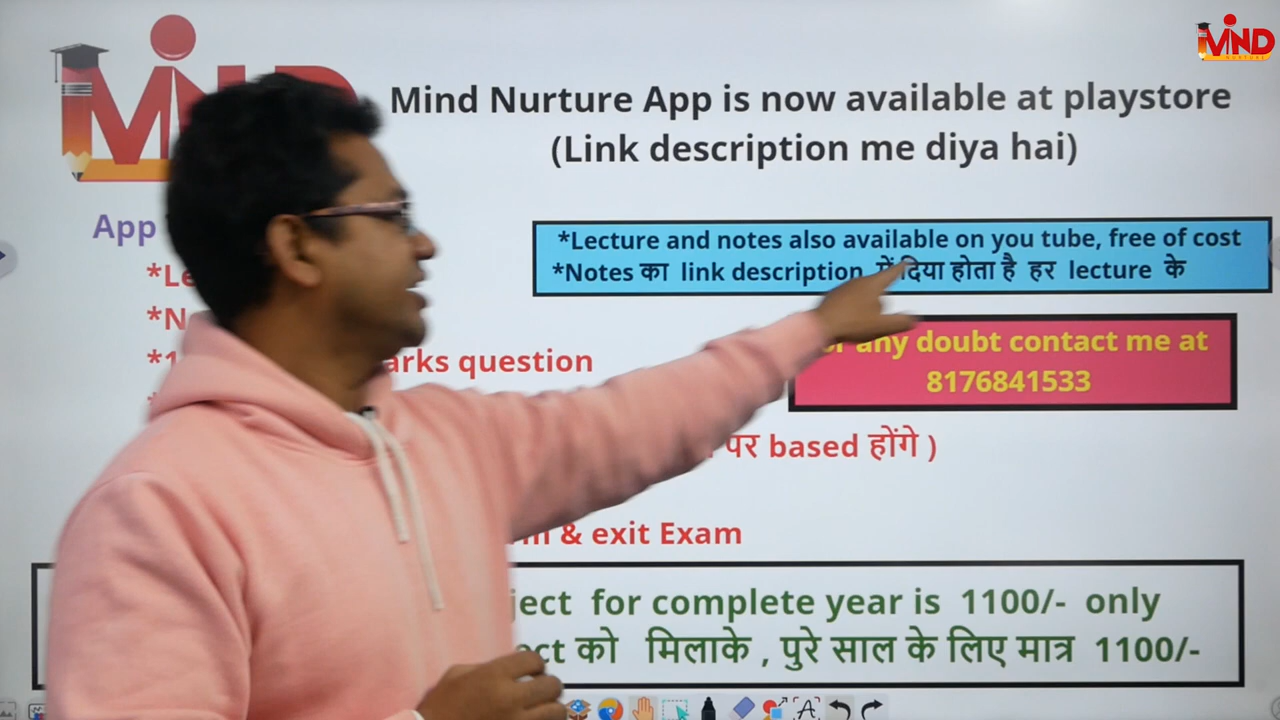 MIND
NURTURE
Mind Nurture App is now available at playstore
(Link description me diya hai)
App
*Lecture and notes also available on you tube, free of cost
*Notes का link description में दिया होता है हर lecture के
*Le
*N
*1 arks question
any doubt contact me at
8176841533
पर based होंगे )
& exit Exam
ject for complete year is 1100/- only
ect को मिलाके , पुरे साल के लिए मात्र 1100/-